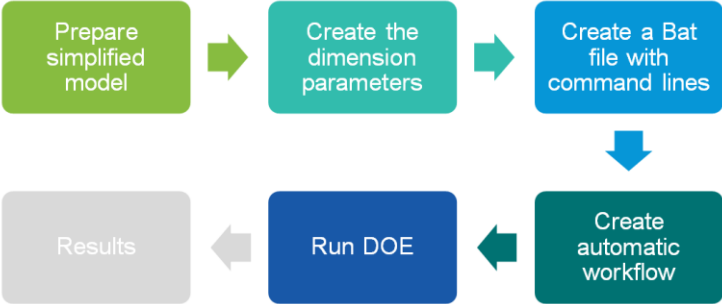 Prepare
simplified
model
Create the
dimension
parameters
Create a Bat
file with
command lines
Create
automatic
workflow
Run DOE
Results